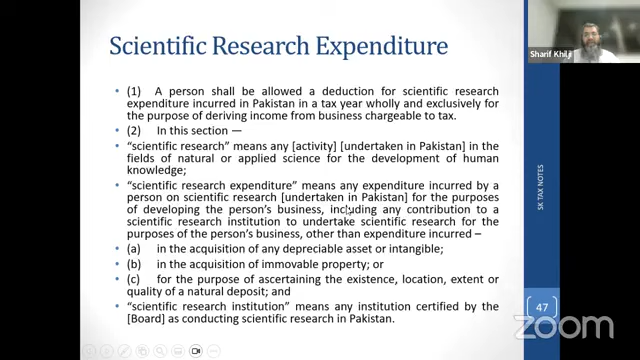 Scientific Research Expenditure
Sharif Khilji
• (1) A person shall be allowed a deduction for scientific research
expenditure incurred in Pakistan in a tax year wholly and exclusively for
the purpose of deriving income from business chargeable to tax.
• (2) In this section —
• “scientific research” means any [activity] [undertaken in Pakistan] in the
fields of natural or applied science for the development of human
knowledge;
• “scientific research expenditure” means any expenditure incurred by a
person on scientific research [undertaken in Pakistan] for the purposes
of developing the person’s business, including any contribution to a
scientific research institution to undertake scientific research for the
purposes of the person’s business, other than expenditure incurred –
• (a) in the acquisition of any depreciable asset or intangible;
• (b) in the acquisition of immovable property; or
• (c) for the purpose of ascertaining the existence, location, extent or
quality of a natural deposit; and
• “scientific research institution” means any institution certified by the
[Board] as conducting scientific research in Pakistan.
SK TAX NOTES
47
zoom